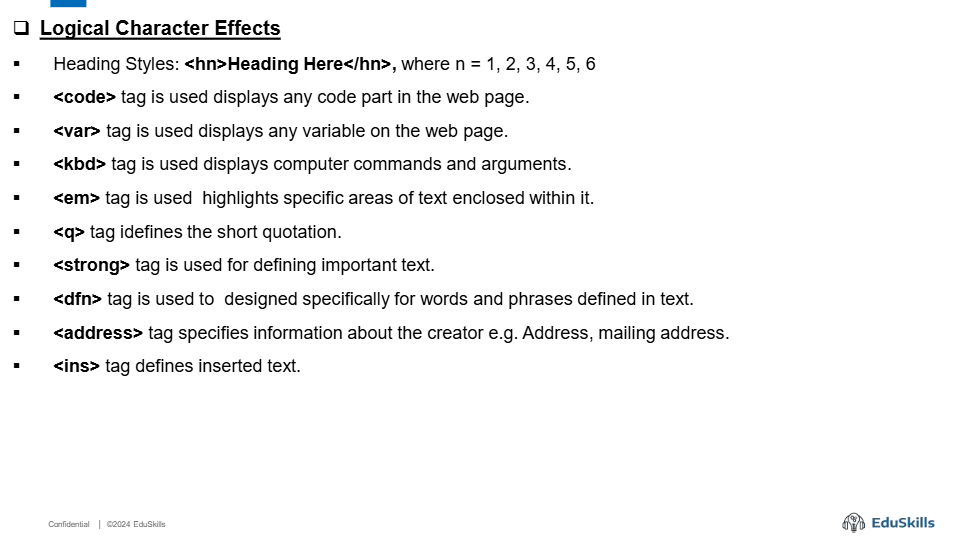 ❑ Logical Character Effects
▪ Heading Styles: <hn>Heading Here</hn>, where n = 1, 2, 3, 4, 5, 6
▪ <code> tag is used displays any code part in the web page.
▪ <var> tag is used displays any variable on the web page.
▪ <kbd> tag is used displays computer commands and arguments.
▪ <em> tag is used  highlights specific areas of text enclosed within it.
▪ <q> tag idefines the short quotation.
▪ <strong> tag is used for defining important text.
▪ <dfn> tag is used to  designed specifically for words and phrases defined in text.
▪ <address> tag specifies information about the creator e.g. Address, mailing address.
▪ <ins> tag defines inserted text.
Confidential | ©2024 EduSkills
EduSkills